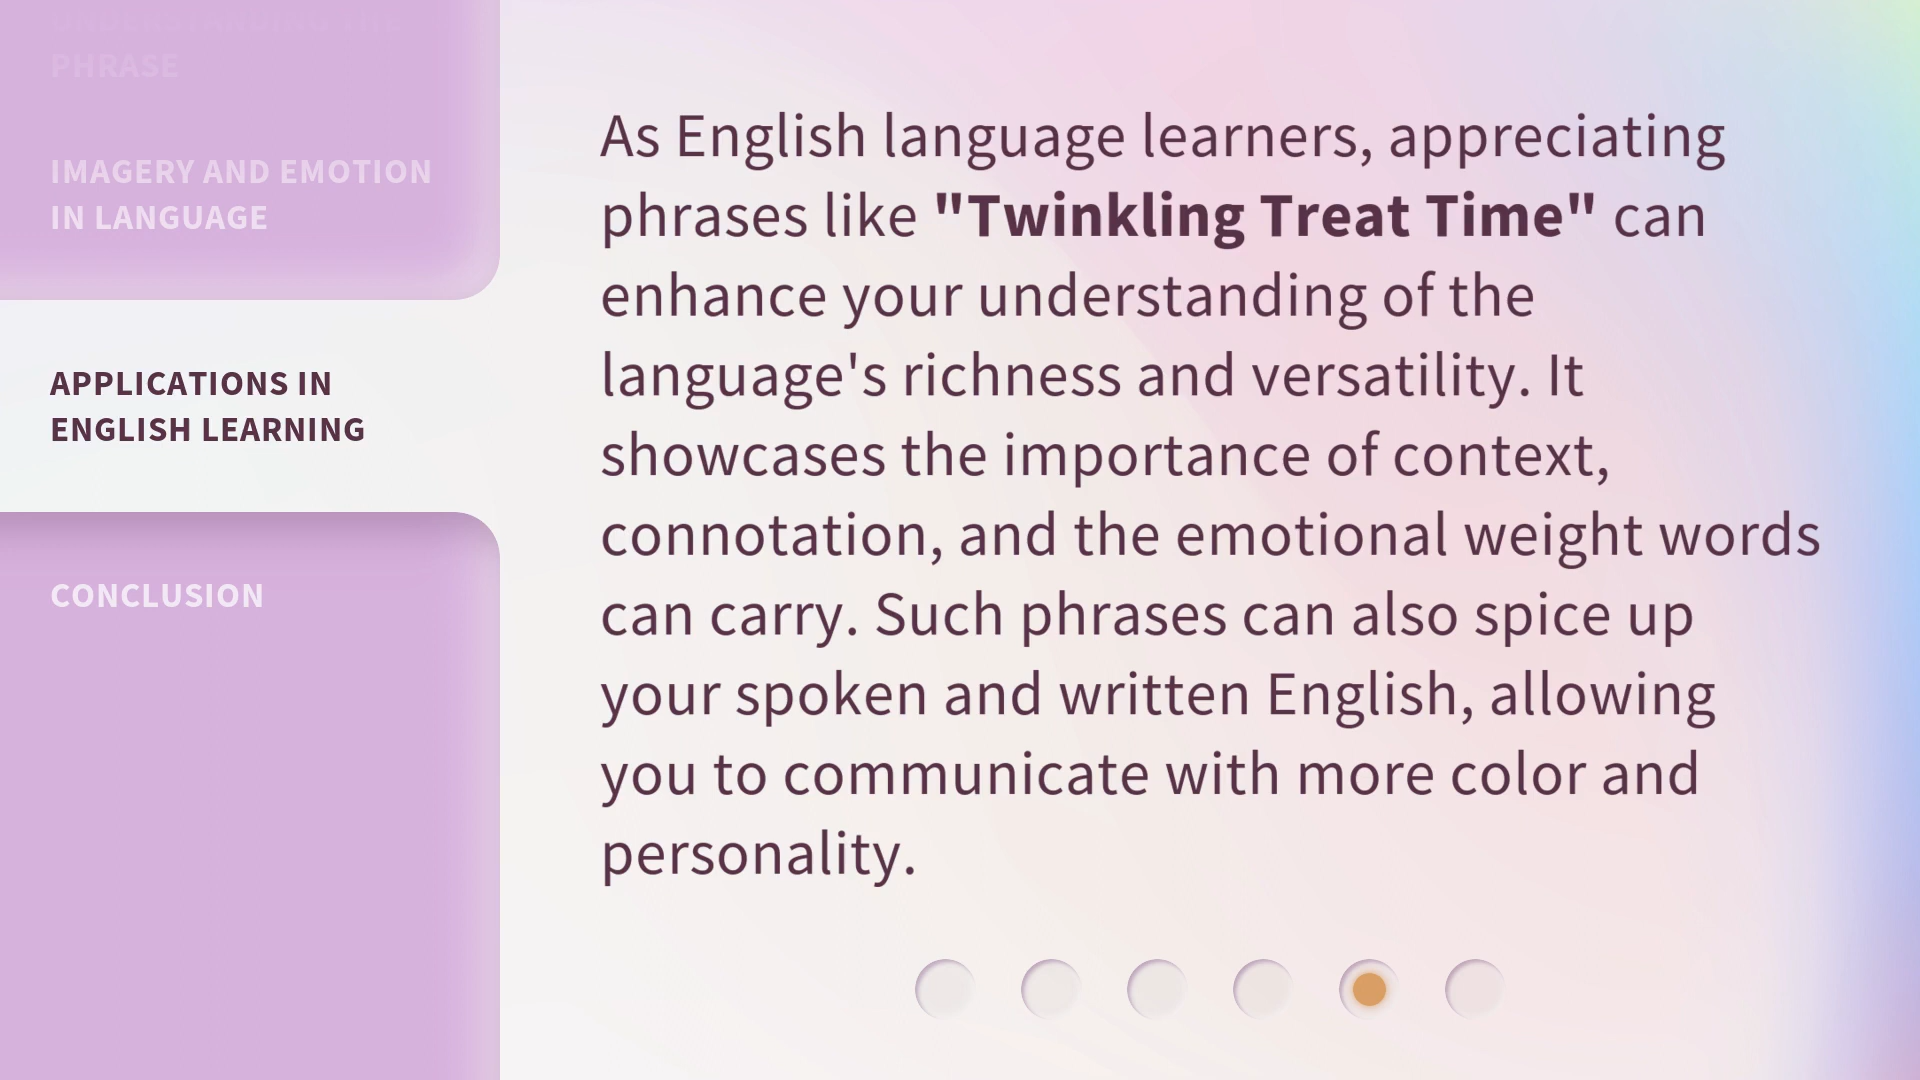 UNDERSTANDING THE
PHRASE
IMAGERY AND EMOTION
IN LANGUAGE
APPLICATIONS IN
ENGLISH LEARNING
CONCLUSION
As English language learners, appreciating
phrases like "Twinkling Treat Time" can
enhance your understanding of the
language's richness and versatility. It
showcases the importance of context,
connotation, and the emotional weight words
can carry. Such phrases can also spice up
your spoken and written English, allowing
you to communicate with more color and
personality.